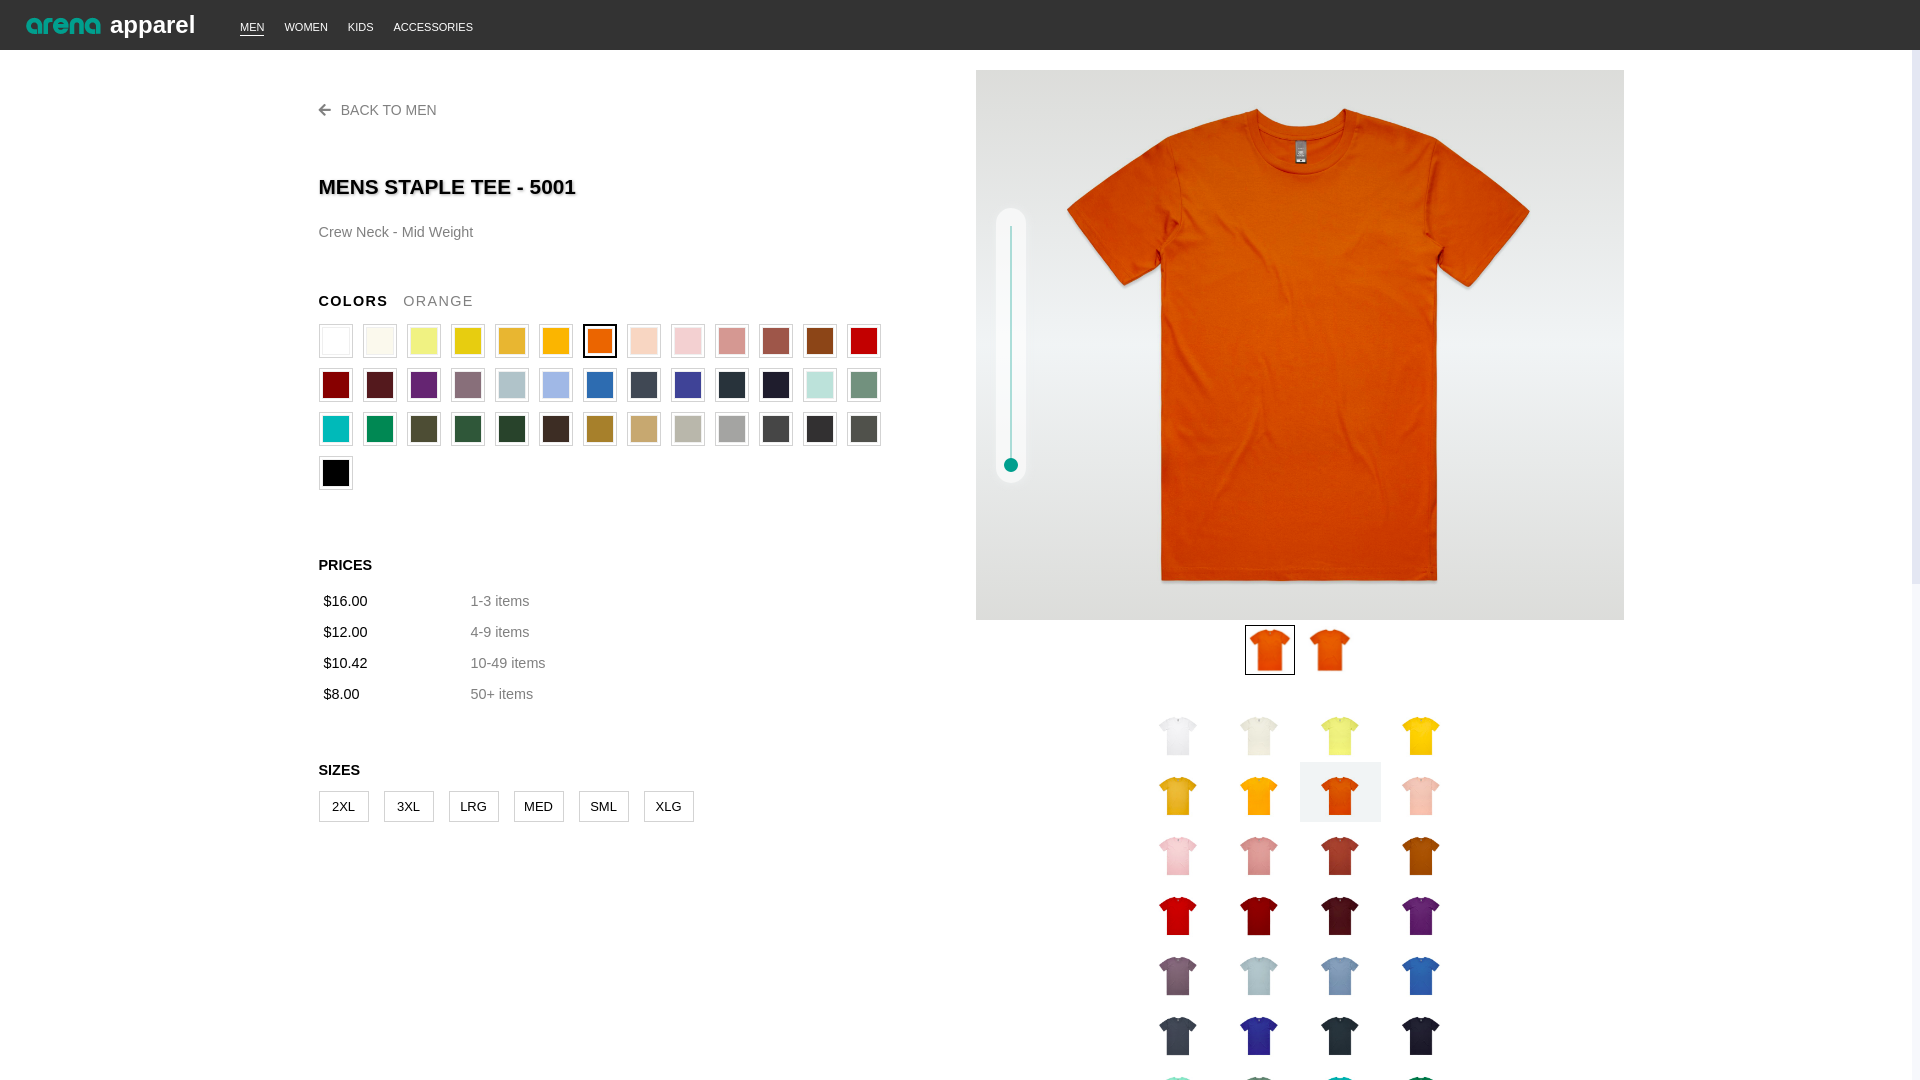 arena apparel
MEN
WOMEN
KIDS
ACCESSORIES
BACK TO MEN
MENS STAPLE TEE - 5001
Crew Neck - Mid Weight
COLORS ORANGE
PRICES
$16.00 1-3 items
$12.00 4-9 items
$10.42 10-49 items
$8.00 50+ items
SIZES
2XL
3XL
LRG
MED
SML
XLG